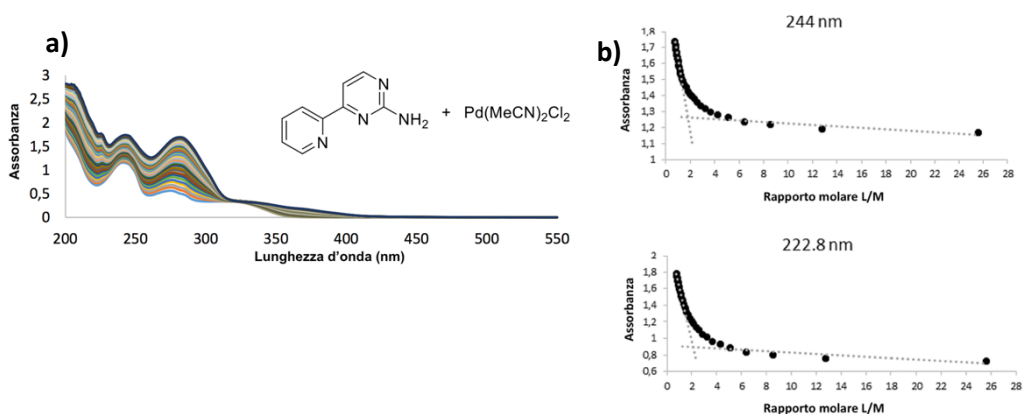 a)
Assorbanza
3
2,5
2
1,5
1
0,5
0
200 250 300 350 400 450 500 550
Lunghezza d'onda (nm)
N
N
N
NH2
+ Pd(MeCN)2Cl2
b)
244 nm
Assorbanza
1,8
1,7
1,6
1,5
1,4
1,3
1,2
1,1
1
0 2 4 6 8 10 12 14 16 18 20 22 24 26 28
Rapporto molare L/M
222.8 nm
Assorbanza
2
1,8
1,6
1,4
1,2
1
0,8
0,6
0 2 4 6 8 10 12 14 16 18 20 22 24 26 28
Rapporto molare L/M